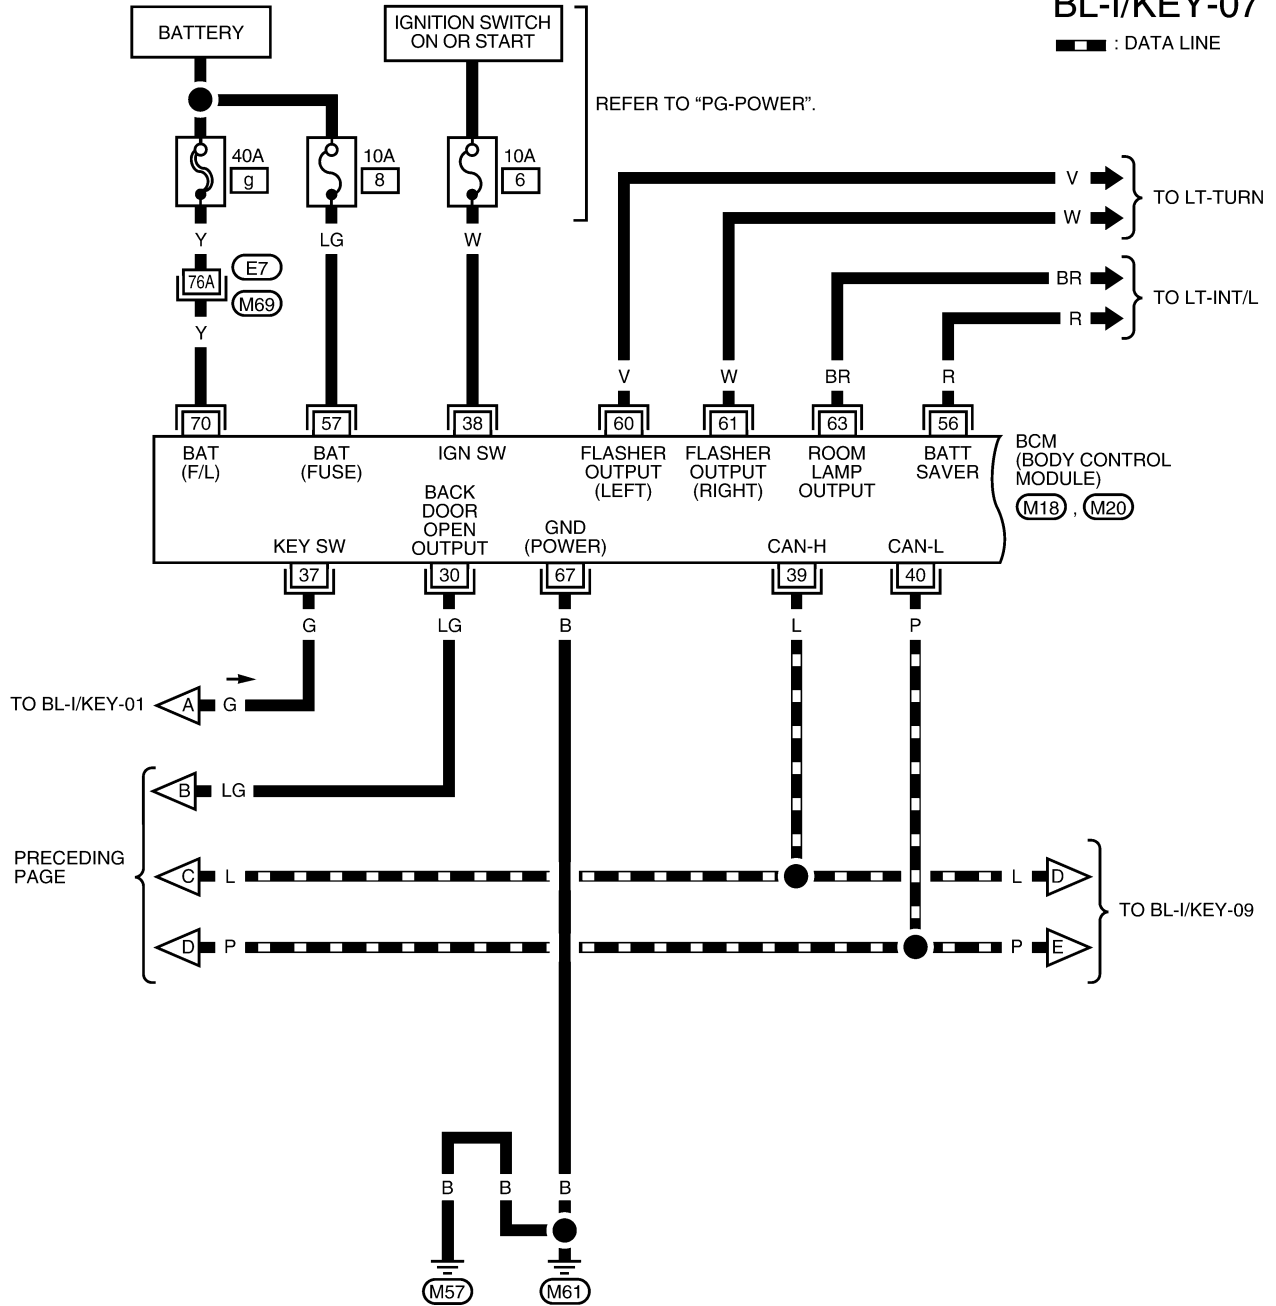 BL-I/KEY-07
: DATA LINE
BATTERY
IGNITION SWITCH
ON OR START
REFER TO “PG-POWER”.
40A
g
10A
8
10A
6
Y
LG
W
76A
E7
M69
Y
V
W
TO LT-TURN
BR
R
TO LT-INT/L
V
W
BR
R
70
57
38
60
61
63
56
BAT
(F/L)
BAT
(FUSE)
IGN SW
FLASHER
OUTPUT
(LEFT)
FLASHER
OUTPUT
(RIGHT)
ROOM
LAMP
OUTPUT
BATT
SAVER
BCM
(BODY CONTROL
MODULE)
M18 , M20
KEY SW
BACK
DOOR
OPEN
OUTPUT
GND
(POWER)
CAN-H
CAN-L
37
30
67
39
40
G
LG
B
L
P
TO BL-I/KEY-01
A
G
PRECEDING
PAGE
B
LG
C
L
L
D
D
P
P
E
TO BL-I/KEY-09
B
B
B
M57
M61